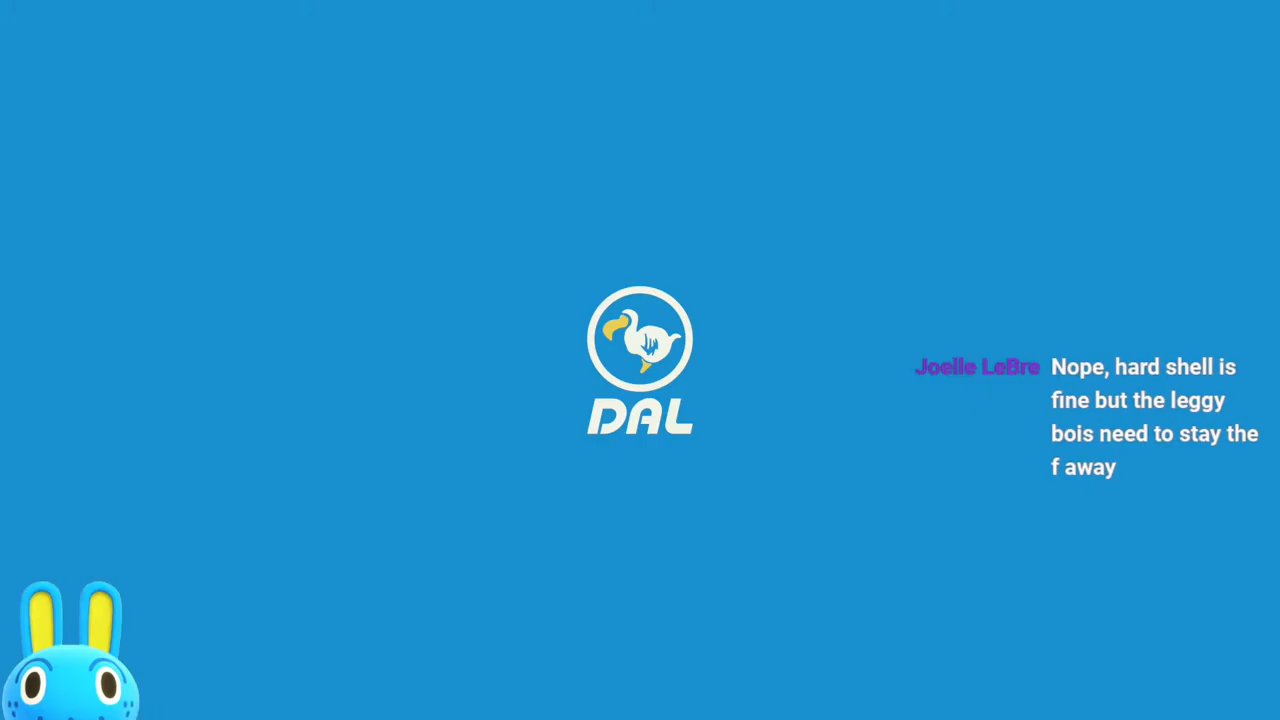 DAL
Joelle LeBre Nope, hard shell is
fine but the leggy
bois need to stay the
f away